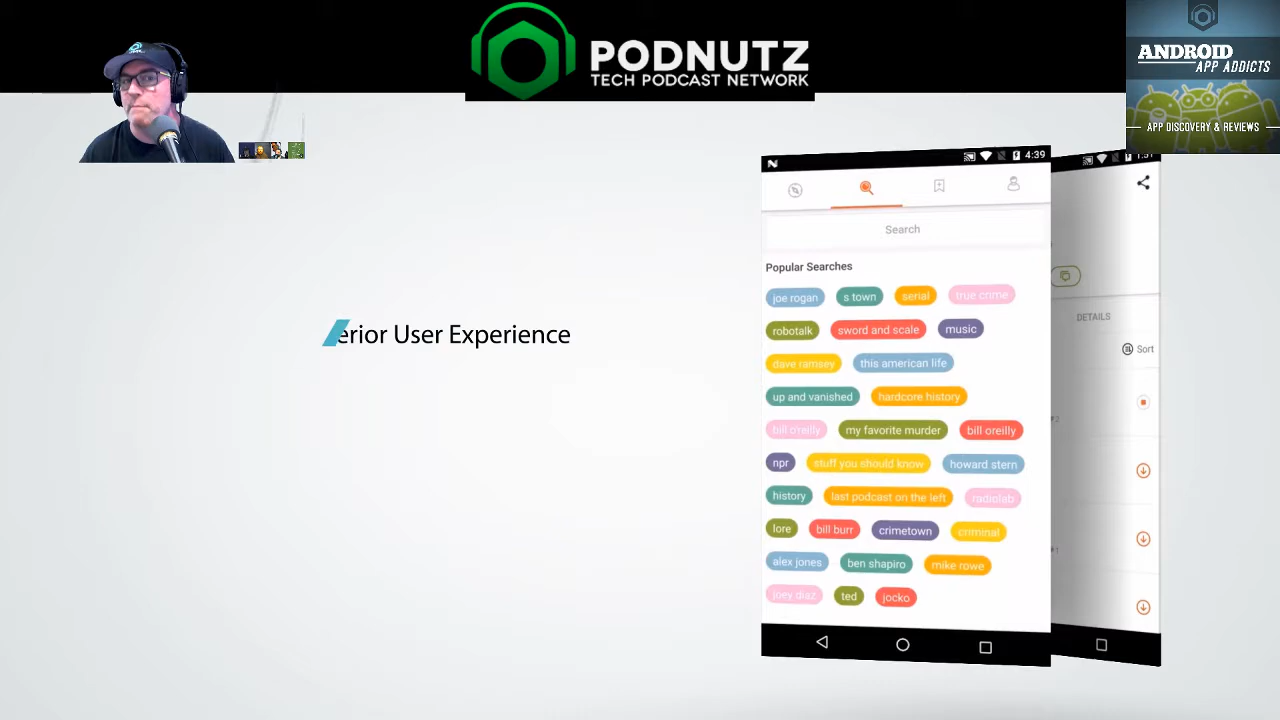 PODNUTZ
TECH PODCAST NETWORK
ANDROID
APP ADDICTS
APP DISCOVERY & REVIEWS
erior User Experience
4:39
Search
Popular Searches
joe rogan s town serial true crime
robotalk sword and scale music
dave ramsey this american life
up and vanished hardcore history
bill o'reilly my favorite murder bill oreilly
npr stuff you should know howard stern
history last podcast on the left radiolab
lore bill burr crimetown criminal
alex jones ben shapiro mike rowe
joey diaz ted jocko
DETAILS
Sort